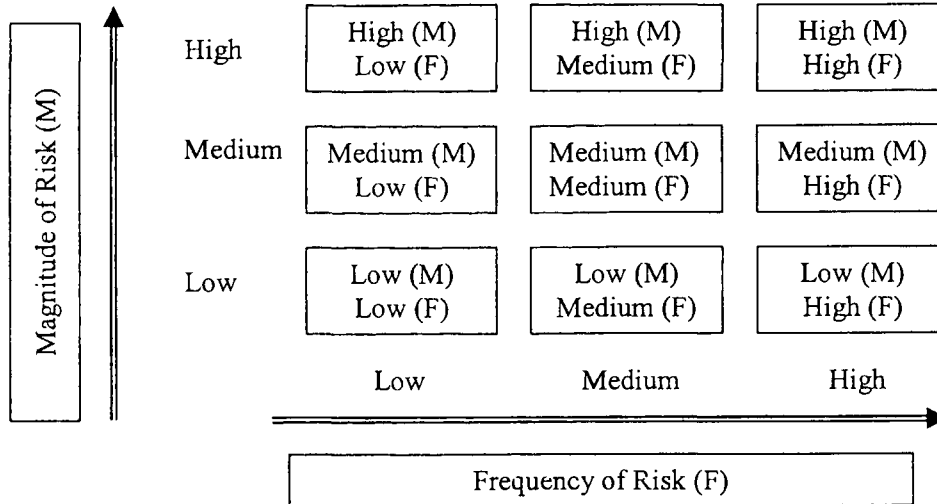 Magnitude of Risk (M)
High
High (M)
Low (F)
High (M)
Medium (F)
High (M)
High (F)
Medium
Medium (M)
Low (F)
Medium (M)
Medium (F)
Medium (M)
High (F)
Low
Low (M)
Low (F)
Low (M)
Medium (F)
Low (M)
High (F)
Low
Medium
High
Frequency of Risk (F)